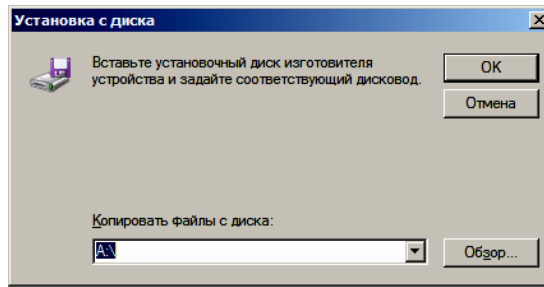 Установка с диска
Вставьте установочный диск изготовителя
устройства и задайте соответствующий дисковод.
OK
Отмена
Копировать файлы с диска:
A:\
Обзор...